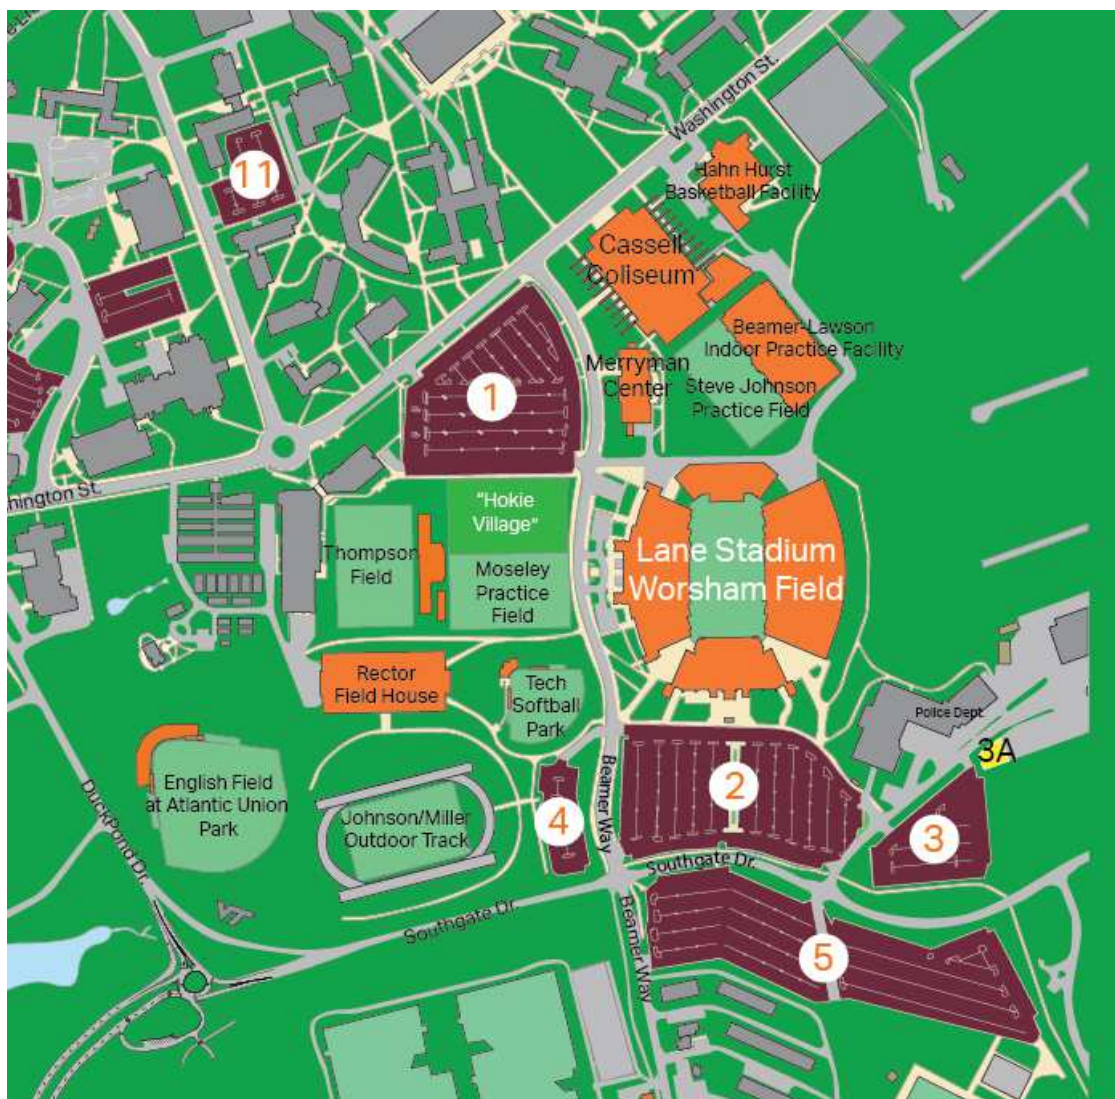 Washington St.
11
Hahn Hurst
Basketball Facility
Cassell
Coliseum
Beamer-Lawson
Indoor Practice Facility
Merryman
Center
Steve Johnson
Practice Field
1
"Hokie
Village"
Thompson
Field
Moseley
Practice
Field
Lane Stadium
Worsham Field
Rector
Field House
Tech
Softball
Park
Police Dept.
3A
English Field
at Atlantic Union
Park
Johnson/Miller
Outdoor Track
Beamer Way
2
4
3
Duck Pond Dr.
Southgate Dr.
Southgate Dr.
Beamer Way
5
VT